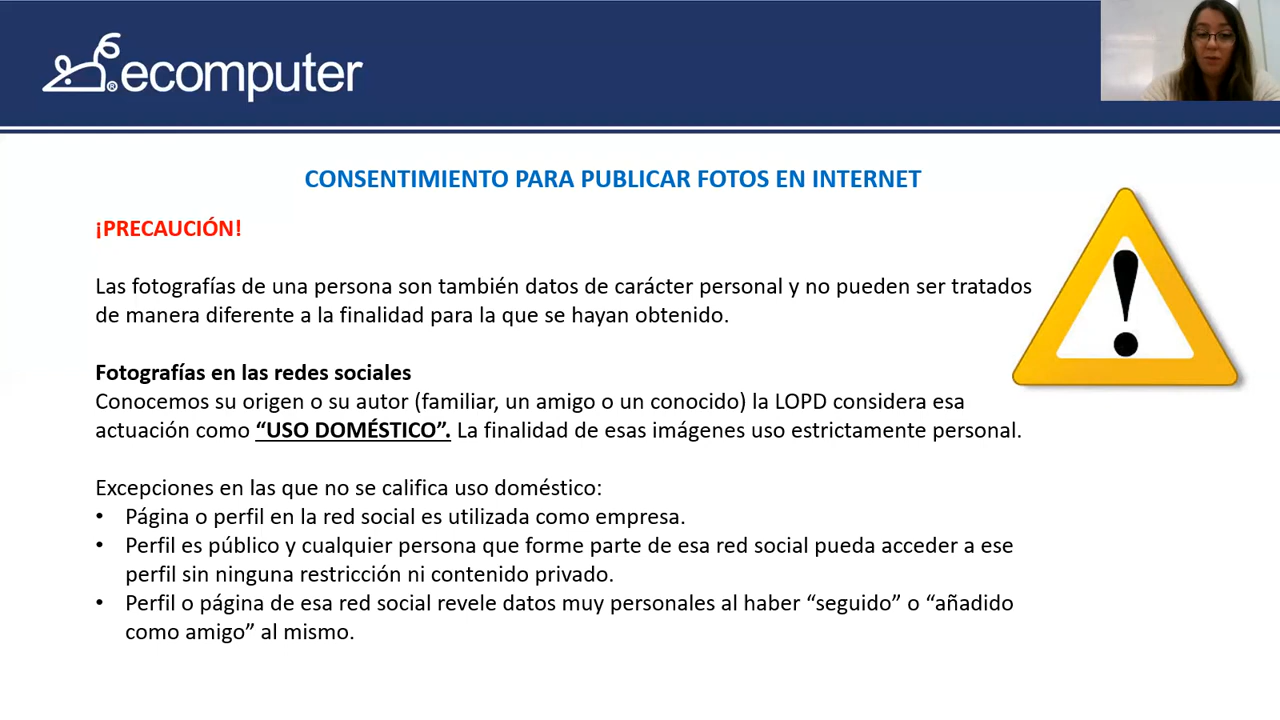 ecomputer
CONSENTIMIENTO PARA PUBLICAR FOTOS EN INTERNET
¡PRECAUCIÓN!
Las fotografías de una persona son también datos de carácter personal y no pueden ser tratados
de manera diferente a la finalidad para la que se hayan obtenido.
Fotografías en las redes sociales
Conocemos su origen o su autor (familiar, un amigo o un conocido) la LOPD considera esa
actuación como “USO DOMÉSTICO”. La finalidad de esas imágenes uso estrictamente personal.
Excepciones en las que no se califica uso doméstico:
• Página o perfil en la red social es utilizada como empresa.
• Perfil es público y cualquier persona que forme parte de esa red social pueda acceder a ese
perfil sin ninguna restricción ni contenido privado.
• Perfil o página de esa red social revele datos muy personales al haber “seguido” o “añadido
como amigo” al mismo.